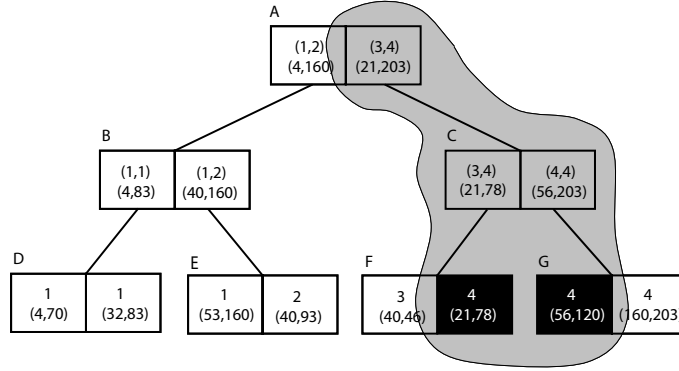 A
(1,2) (3,4)
(4,160) (21,203)
B C
(1,1) (1,2) (3,4) (4,4)
(4,83) (40,160) (21,78) (56,203)
D E F G
1 1 1 2 3 4 4 4
(4,70) (32,83) (53,160) (40,93) (40,46) (21,78) (56,120) (160,203